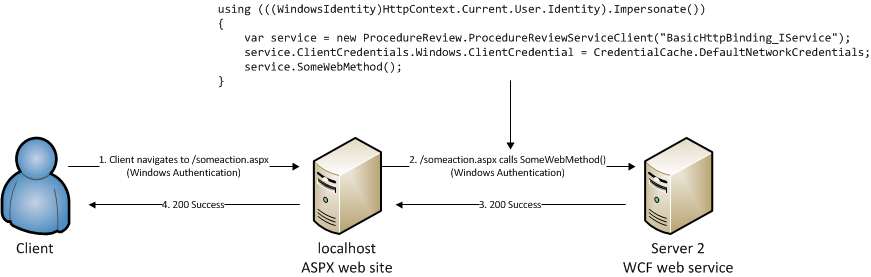 using (((WindowsIdentity)HttpContext.Current.User.Identity).Impersonate())
{
    var service = new ProcedureReview.ProcedureReviewServiceClient("BasicHttpBinding_IService");
    service.ClientCredentials.Windows.ClientCredential = CredentialCache.DefaultNetworkCredentials;
    service.SomeWebMethod();
}
1. Client navigates to /someaction.aspx
(Windows Authentication)
2. /someaction.aspx calls SomeWebMethod()
(Windows Authentication)
4. 200 Success
3. 200 Success
Client
localhost
ASPX web site
Server 2
WCF web service